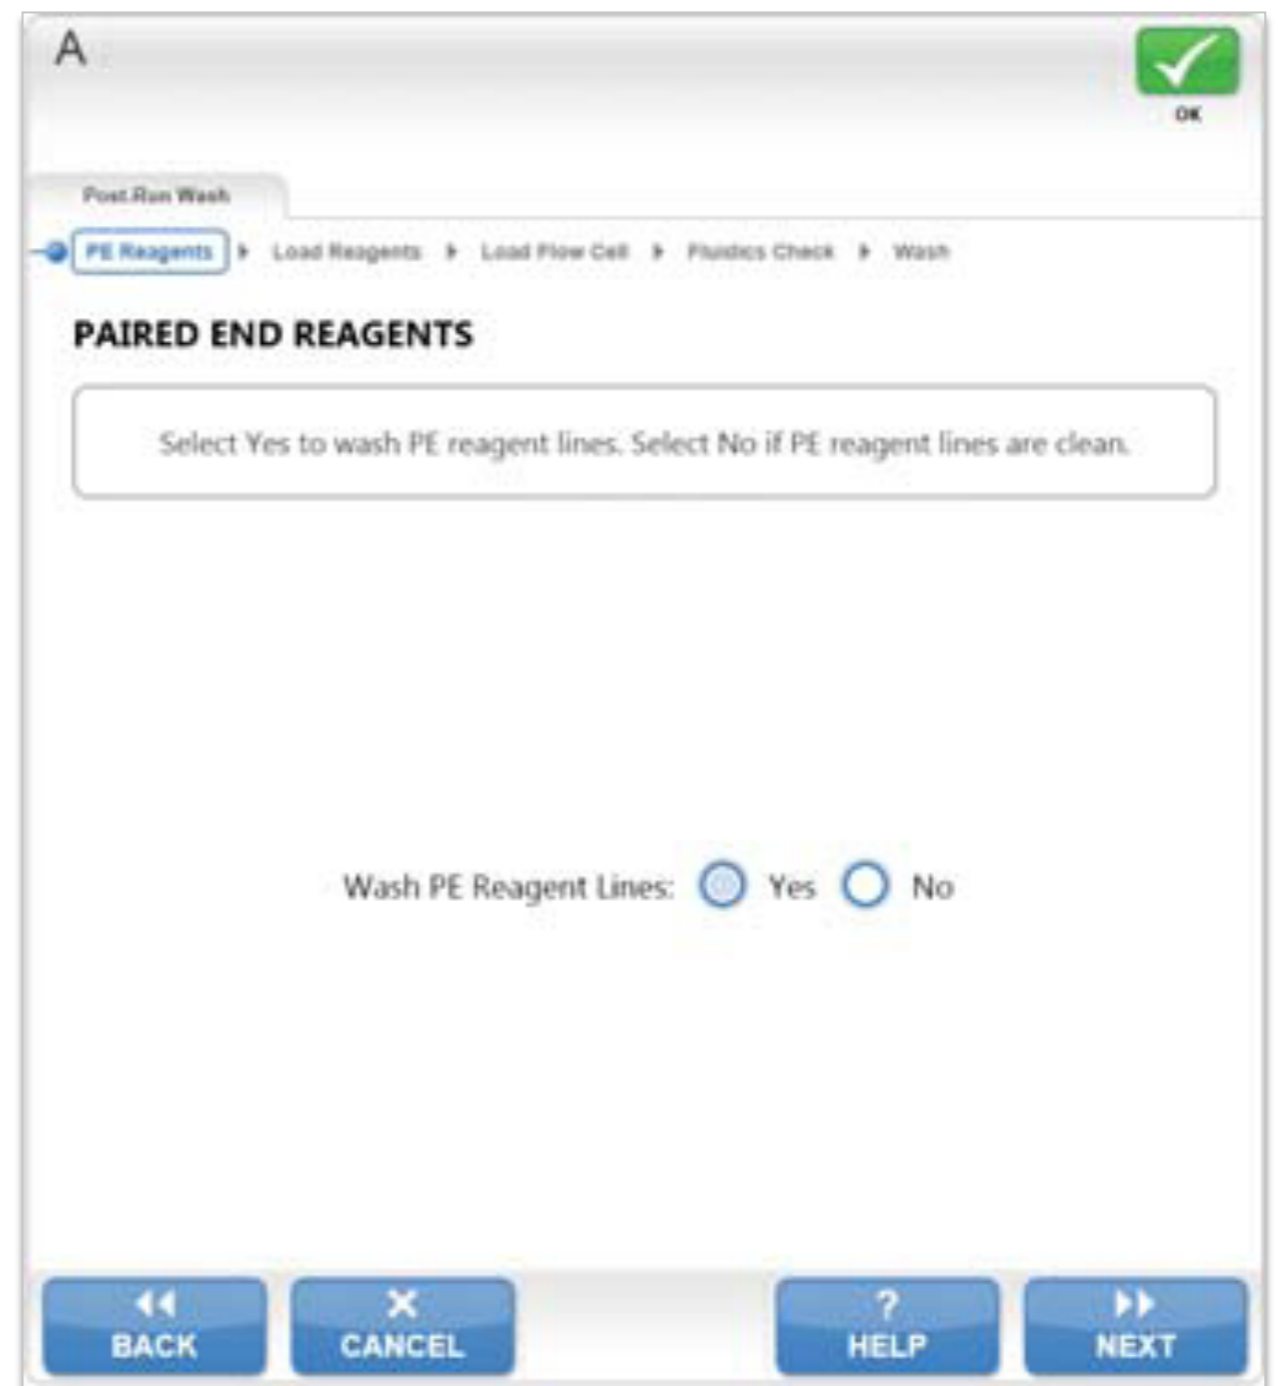 A
OK
Post-Run Wash
PE Reagents Load Reagents Load Flow Cell Fluidics Check Wash
PAIRED END REAGENTS
Select Yes to wash PE reagent lines. Select No if PE reagent lines are clean.
Wash PE Reagent Lines: Yes No
BACK CANCEL ? HELP NEXT